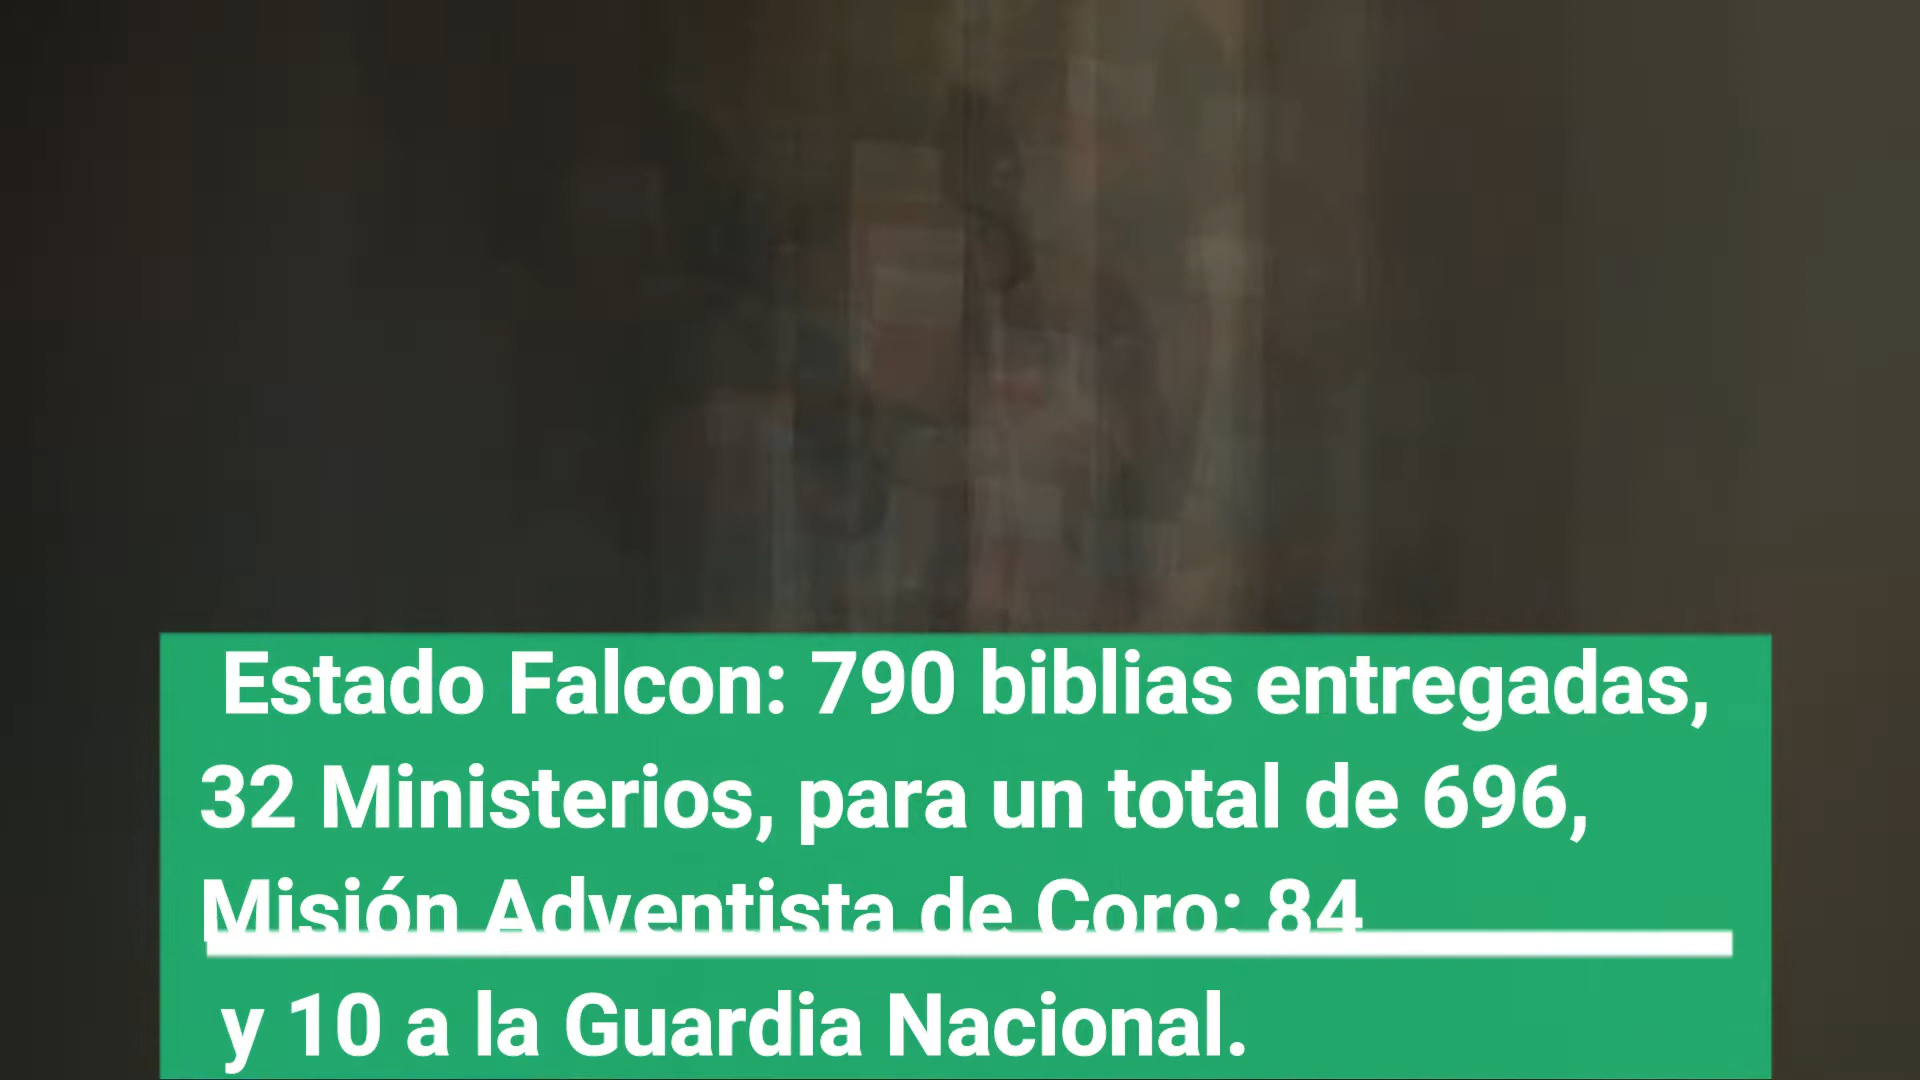 Estado Falcon: 790 biblias entregadas,
32 Ministerios, para un total de 696,
Misión Adventista de Coro: 84
y 10 a la Guardia Nacional.